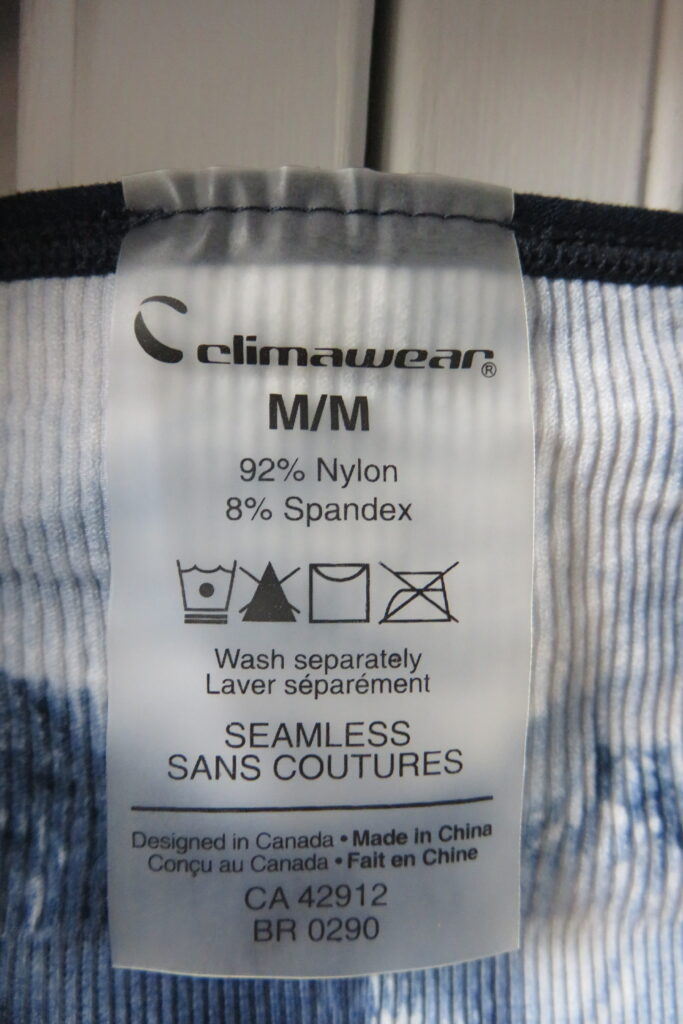 climawear®
M/M
92% Nylon
8% Spandex
Wash separately
Laver séparément
SEAMLESS
SANS COUTURES
Designed in Canada • Made in China
Conçu au Canada • Fait en Chine
CA 42912
BR 0290